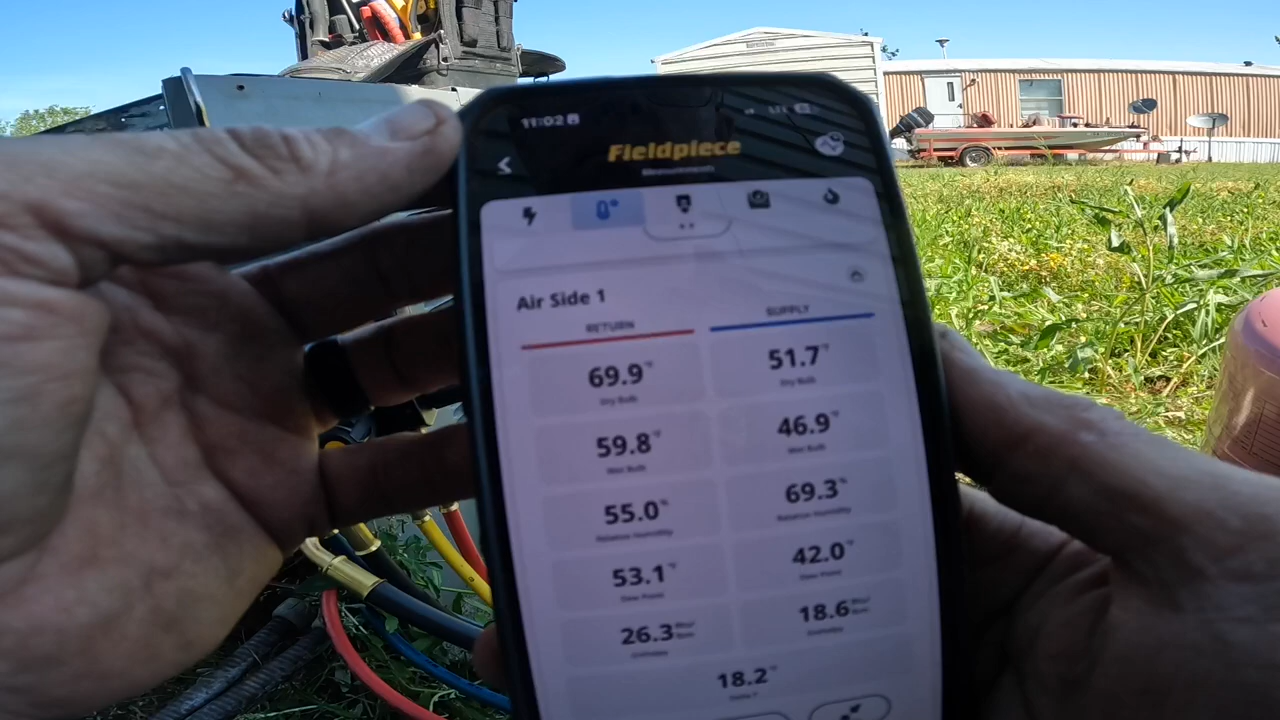 11:02
Fieldpiece
Measurements
Air Side 1
RETURN SUPPLY
69.9°F 51.7°F
Dry Bulb Dry Bulb
59.8°F 46.9°F
Wet Bulb Wet Bulb
55.0% 69.3%
Relative Humidity Relative Humidity
53.1°F 42.0°F
Dew Point Dew Point
26.3 18.6
Enthalpy Enthalpy
18.2°F